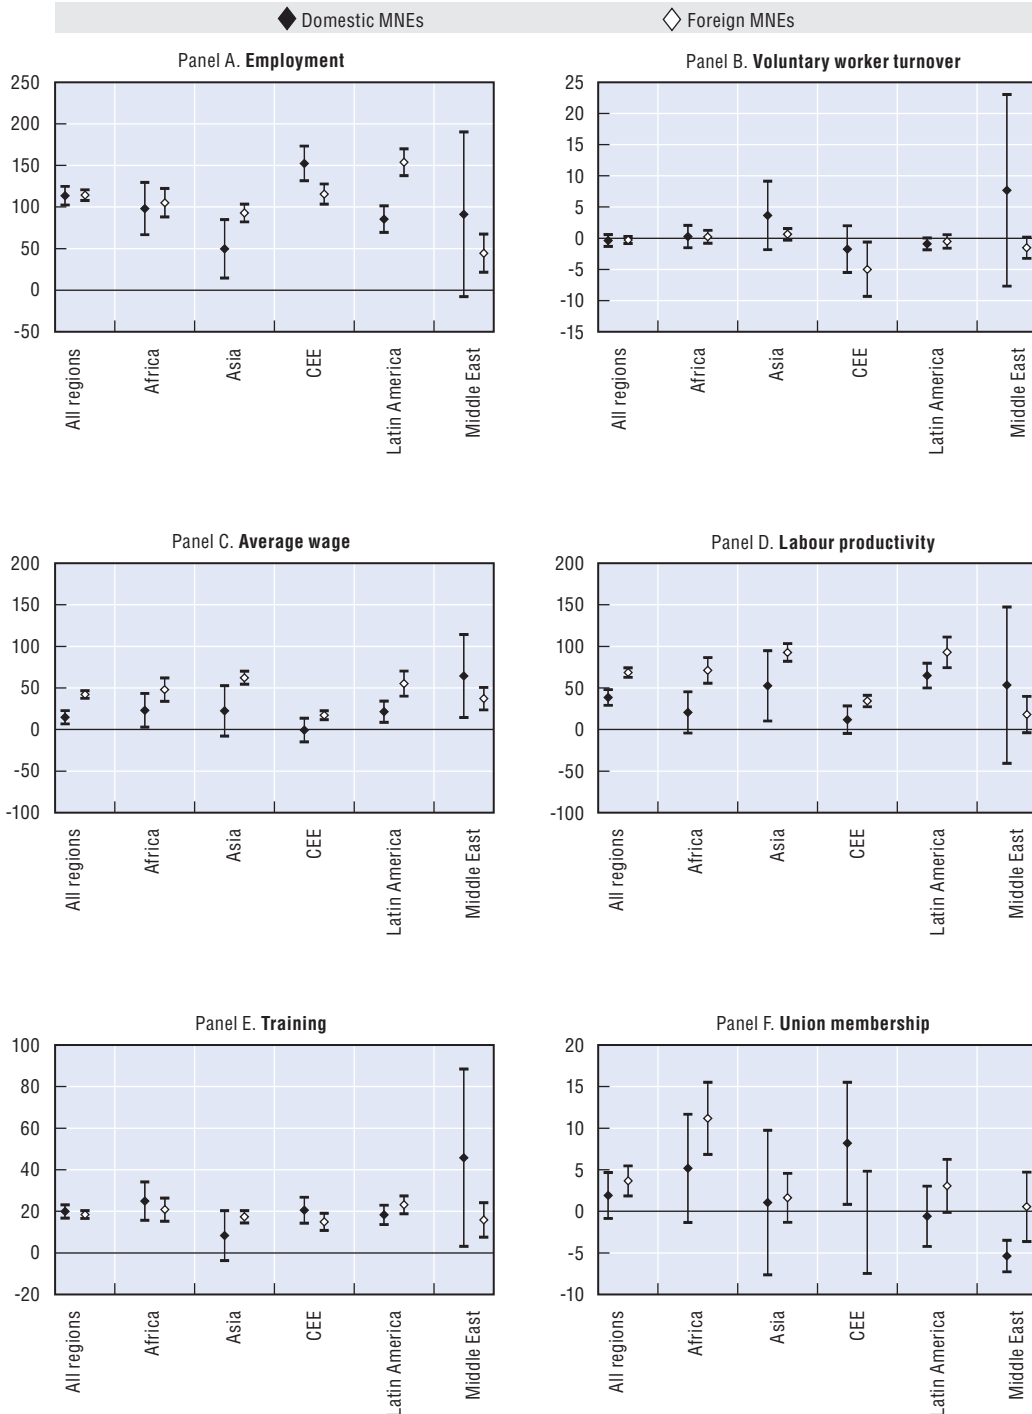 Domestic MNEs Foreign MNEs
Panel A. Employment
250
200
150
100
50
0
-50
All regions
Africa
Asia
CEE
Latin America
Middle East
Panel B. Voluntary worker turnover
25
20
15
10
5
0
-5
-10
-15
All regions
Africa
Asia
CEE
Latin America
Middle East
Panel C. Average wage
200
150
100
50
0
-50
-100
All regions
Africa
Asia
CEE
Latin America
Middle East
Panel D. Labour productivity
200
150
100
50
0
-50
-100
All regions
Africa
Asia
CEE
Latin America
Middle East
Panel E. Training
100
80
60
40
20
0
-20
All regions
Africa
Asia
CEE
Latin America
Middle East
Panel F. Union membership
20
15
10
5
0
-5
-10
All regions
Africa
Asia
CEE
Latin America
Middle East